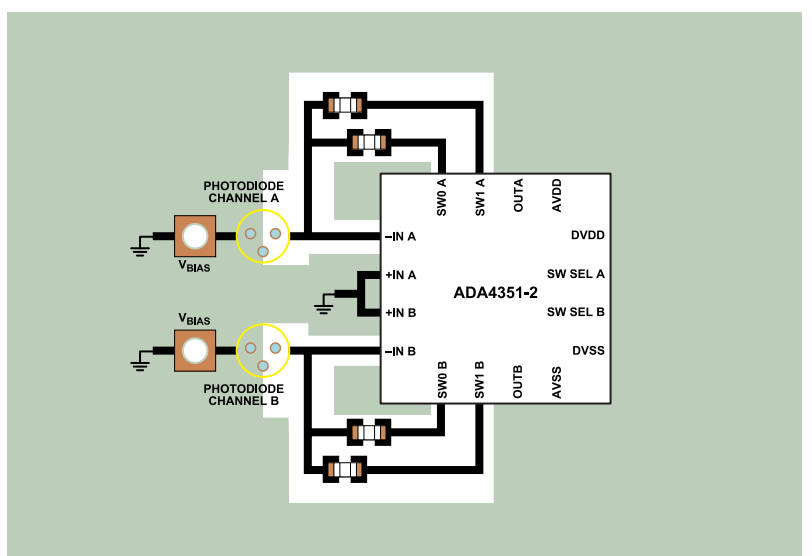 SW0 A
SW1 A
OUTA
AVDD
PHOTODIODE
CHANNEL A
VBIAS
–IN A
DVDD
+IN A
SW SEL A
ADA4351-2
+IN B
SW SEL B
VBIAS
–IN B
DVSS
PHOTODIODE
CHANNEL B
SW0 B
SW1 B
OUTB
AVSS